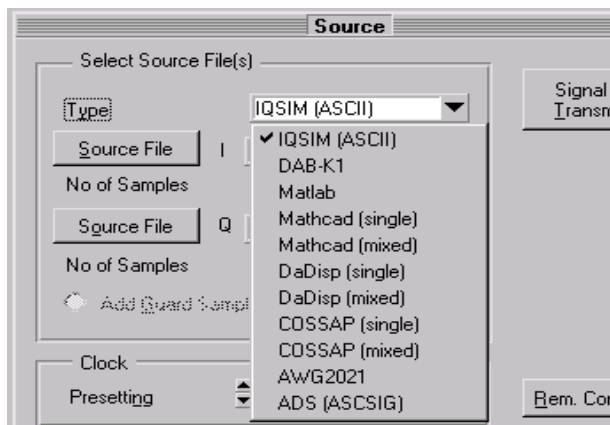 Source
Select Source File(s)
Type
IQSIM (ASCII)
Signal
Transm
Source File I
No of Samples
Source File Q
No of Samples
Add Guard Sampl
IQSIM (ASCII)
DAB-K1
Matlab
Mathcad (single)
Mathcad (mixed)
DaDisp (single)
DaDisp (mixed)
COSSAP (single)
COSSAP (mixed)
AWG2021
ADS (ASCSIG)
Clock
Presetting
Rem. Cor